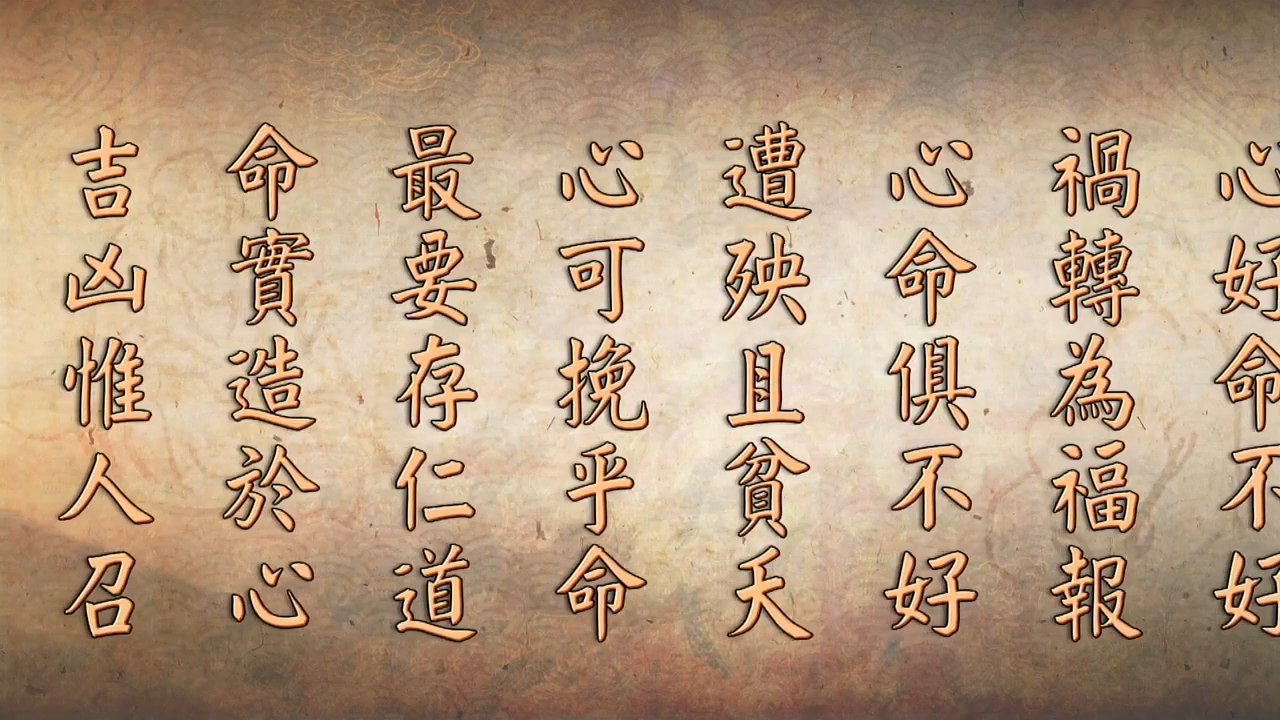 心好命不好
禍轉為福報
心命俱不好
遭殃且貧夭
心可挽乎命
最要存仁道
命實造於心
吉凶惟人召